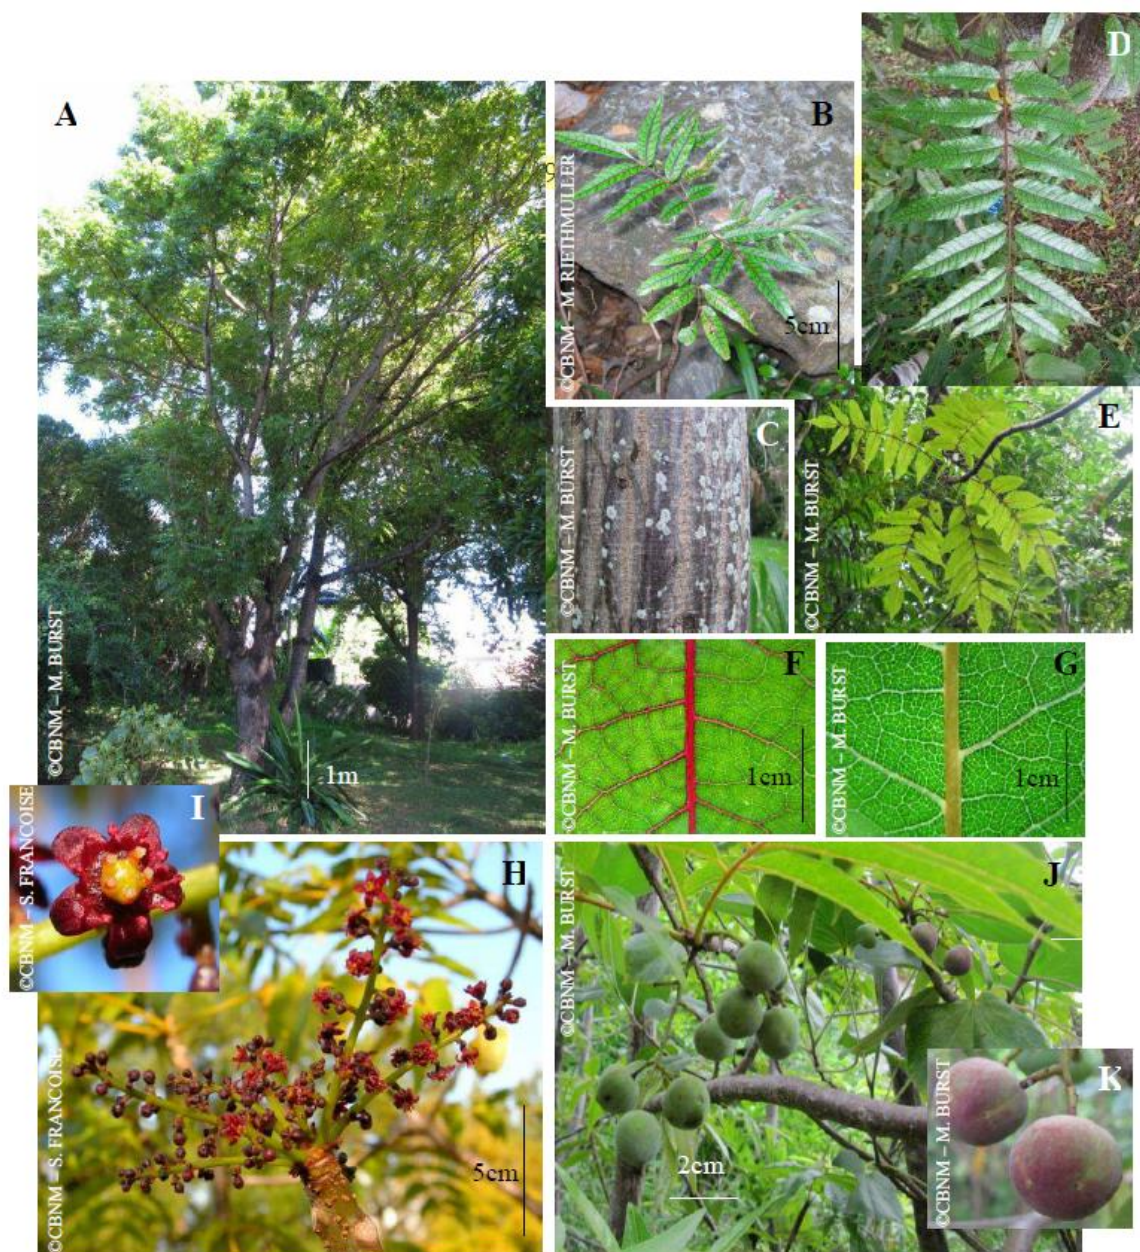 A
©CBNM – M. BURST
1m
B
©CBNM – M. RIETHMULLER
5cm
9
D
C
©CBNM – M. BURST
E
©CBNM – M. BURST
F
©CBNM – M. BURST
1cm
G
©CBNM – M. BURST
1cm
I
©CBNM – S. FRANCOISE
H
©CBNM – S. FRANCOISE
5cm
J
©CBNM – M. BURST
2cm
K
©CBNM – M. BURST